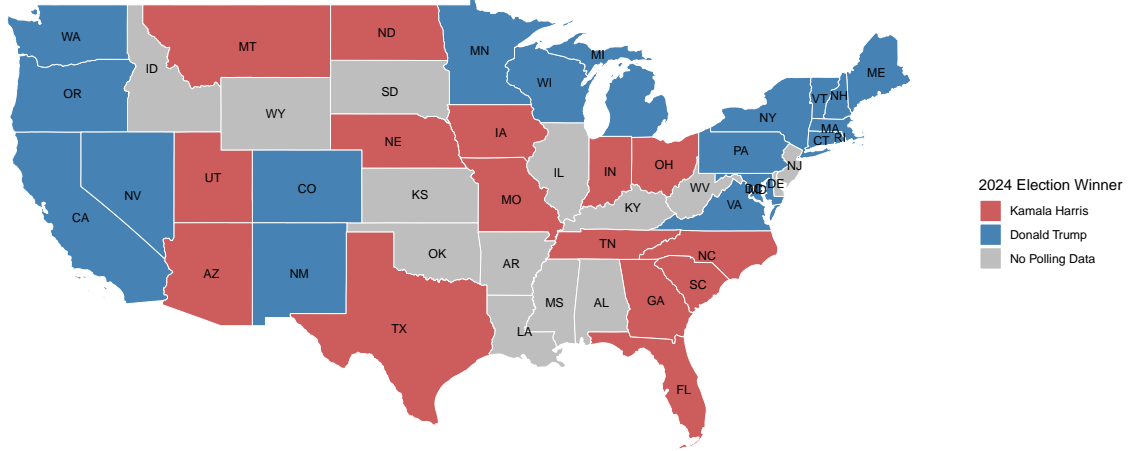 WA
MT
ND
MN
MI
ME
ID
OR
SD
WI
VT
NH
WY
NY
MA
RI
CT
NE
IA
PA
NJ
UT
CO
NV
KS
MO
IL
IN
OH
WV
DE
DC
MD
VA
CA
KY
AZ
NM
OK
AR
TN
NC
SC
MS
AL
GA
TX
LA
FL
2024 Election Winner
Kamala Harris
Donald Trump
No Polling Data